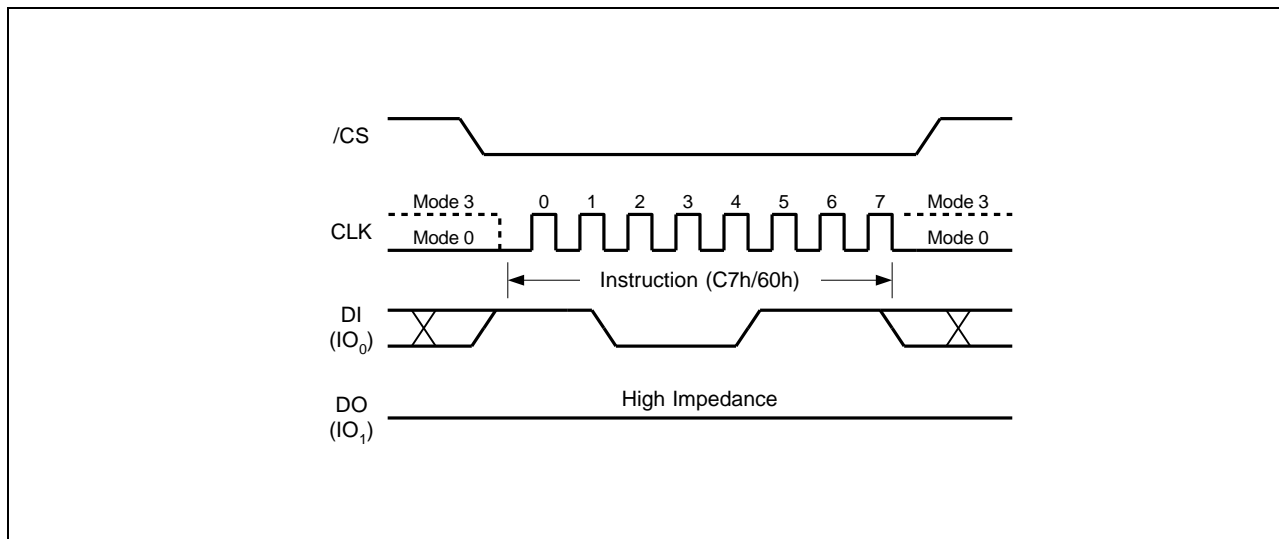 /CS
Mode 3
0 1 2 3 4 5 6 7
Mode 3
CLK
Mode 0
Mode 0
Instruction (C7h/60h)
DI
(IO₀)
High Impedance
DO
(IO₁)